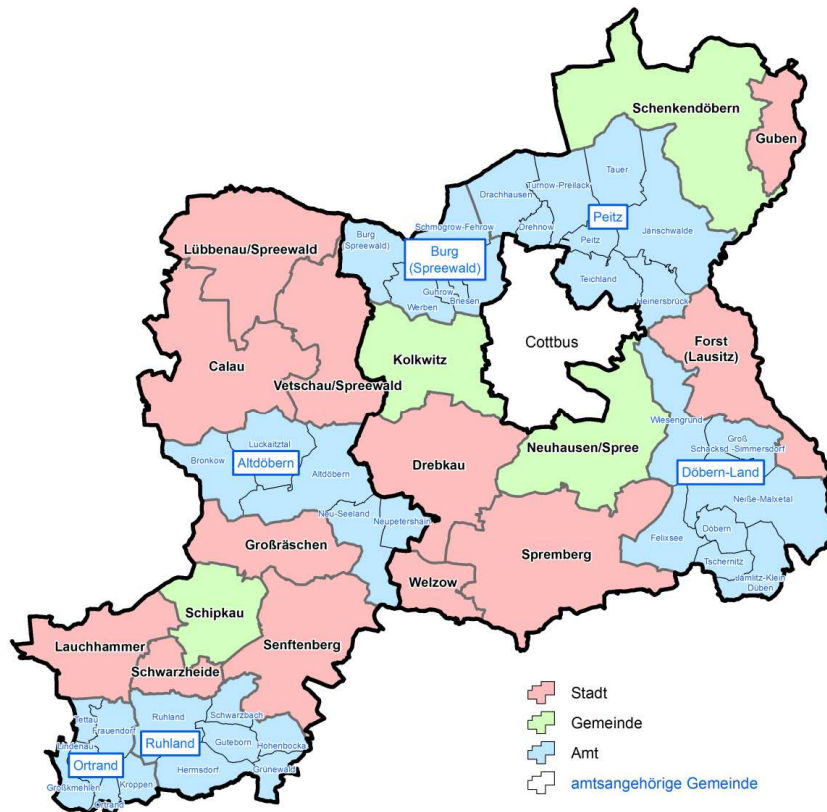 Schenkendöbern
Guben
Tauer
Turnow-Preilack
Drachhausen
Peitz
Schmogrow-Fehrow
Drehnow
Jänschwalde
Burg
(Spreewald)
Peitz
Lübbenau/Spreewald
Burg
(Spreewald)
Teichland
Heinersbrück
Guhrow
Briesen
Werben
Cottbus
Forst
(Lausitz)
Kolkwitz
Calau
Vetschau/Spreewald
Wiesengrund
Luckaitztal
Groß
Schacksd.-Simmersdorf
Neuhausen/Spree
Bronkow
Altdöbern
Altdöbern
Drebkau
Döbern-Land
Neiße-Malxetal
Neu-Seeland
Neupetershain
Döbern
Felixsee
Großräschen
Spremberg
Tschernitz
Welzow
Jämlitz-Klein
Düben
Schipkau
Lauchhammer
Senftenberg
Schwarzheide
Stadt
Tettau
Ruhland
Schwarzbach
Frauendorf
Gemeinde
Lindenau
Ruhland
Guteborn
Hohenbocka
Ortrand
Amt
Großkmehlen
Kroppen
Hermsdorf
Grünewald
Ortrand
amtsangehörige Gemeinde